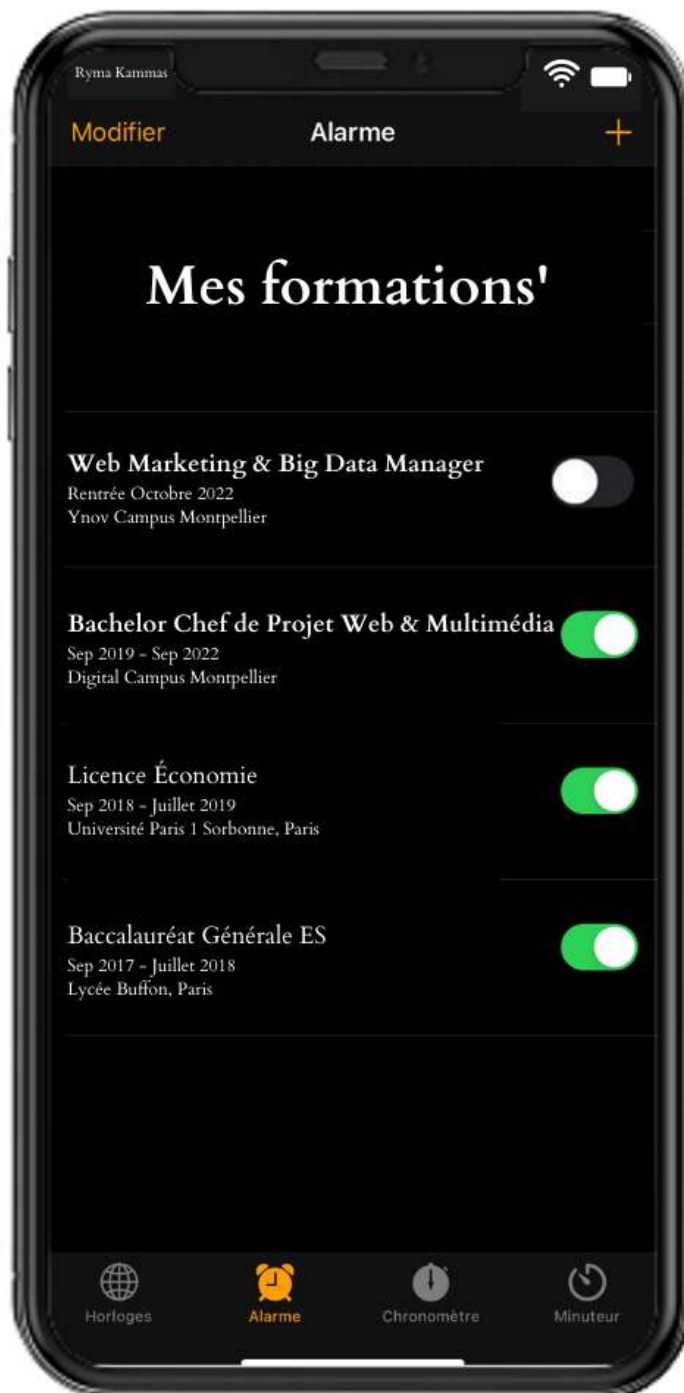 Ryma Kammas
Modifier Alarme +
Mes formations'
Web Marketing & Big Data Manager
Rentrée Octobre 2022
Ynov Campus Montpellier
Bachelor Chef de Projet Web & Multimédia
Sep 2019 - Sep 2022
Digital Campus Montpellier
Licence Économie
Sep 2018 - Juillet 2019
Université Paris 1 Sorbonne, Paris
Baccalauréat Générale ES
Sep 2017 - Juillet 2018
Lycée Buffon, Paris
Horloges Alarme Chronomètre Minuteur